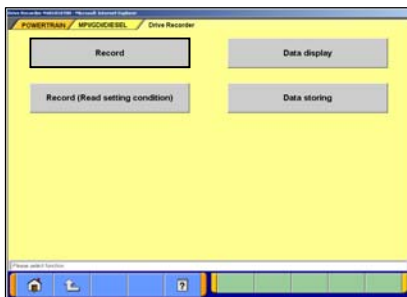 POWERTRAIN MPI/GDI/DIESEL Drive Recorder
Record Data display
Record (Read setting condition) Data storing
Please select function
?